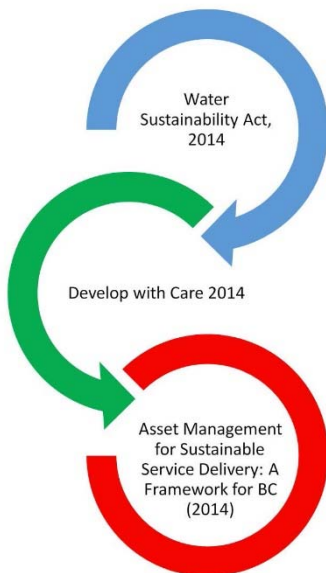 Water
Sustainability Act,
2014
Develop with Care 2014
Asset Management
for Sustainable
Service Delivery: A
Framework for BC
(2014)